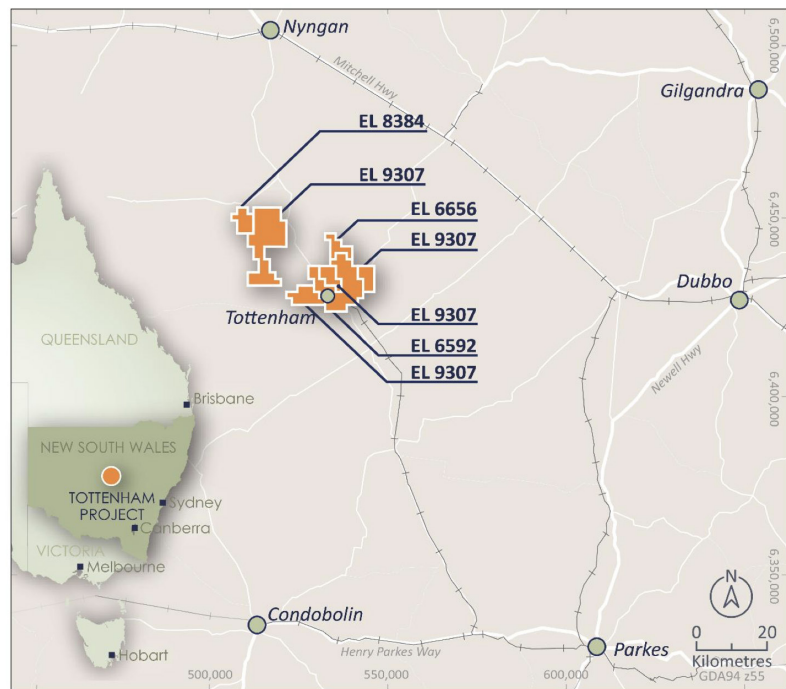 Nyngan
Mitchell Hwy
6,500,000
Gilgandra
EL 8384
EL 9307
EL 6656
EL 9307
6,450,000
Dubbo
Tottenham
EL 9307
EL 6592
EL 9307
QUEENSLAND
Newell Hwy
Brisbane
6,400,000
NEW SOUTH WALES
TOTTENHAM
PROJECT
Sydney
Canberra
VICTORIA
Melbourne
6,350,000
N
Condobolin
Henry Parkes Way
Parkes
0 20
Kilometres
GDA94 z55
Hobart
500,000
550,000
600,000